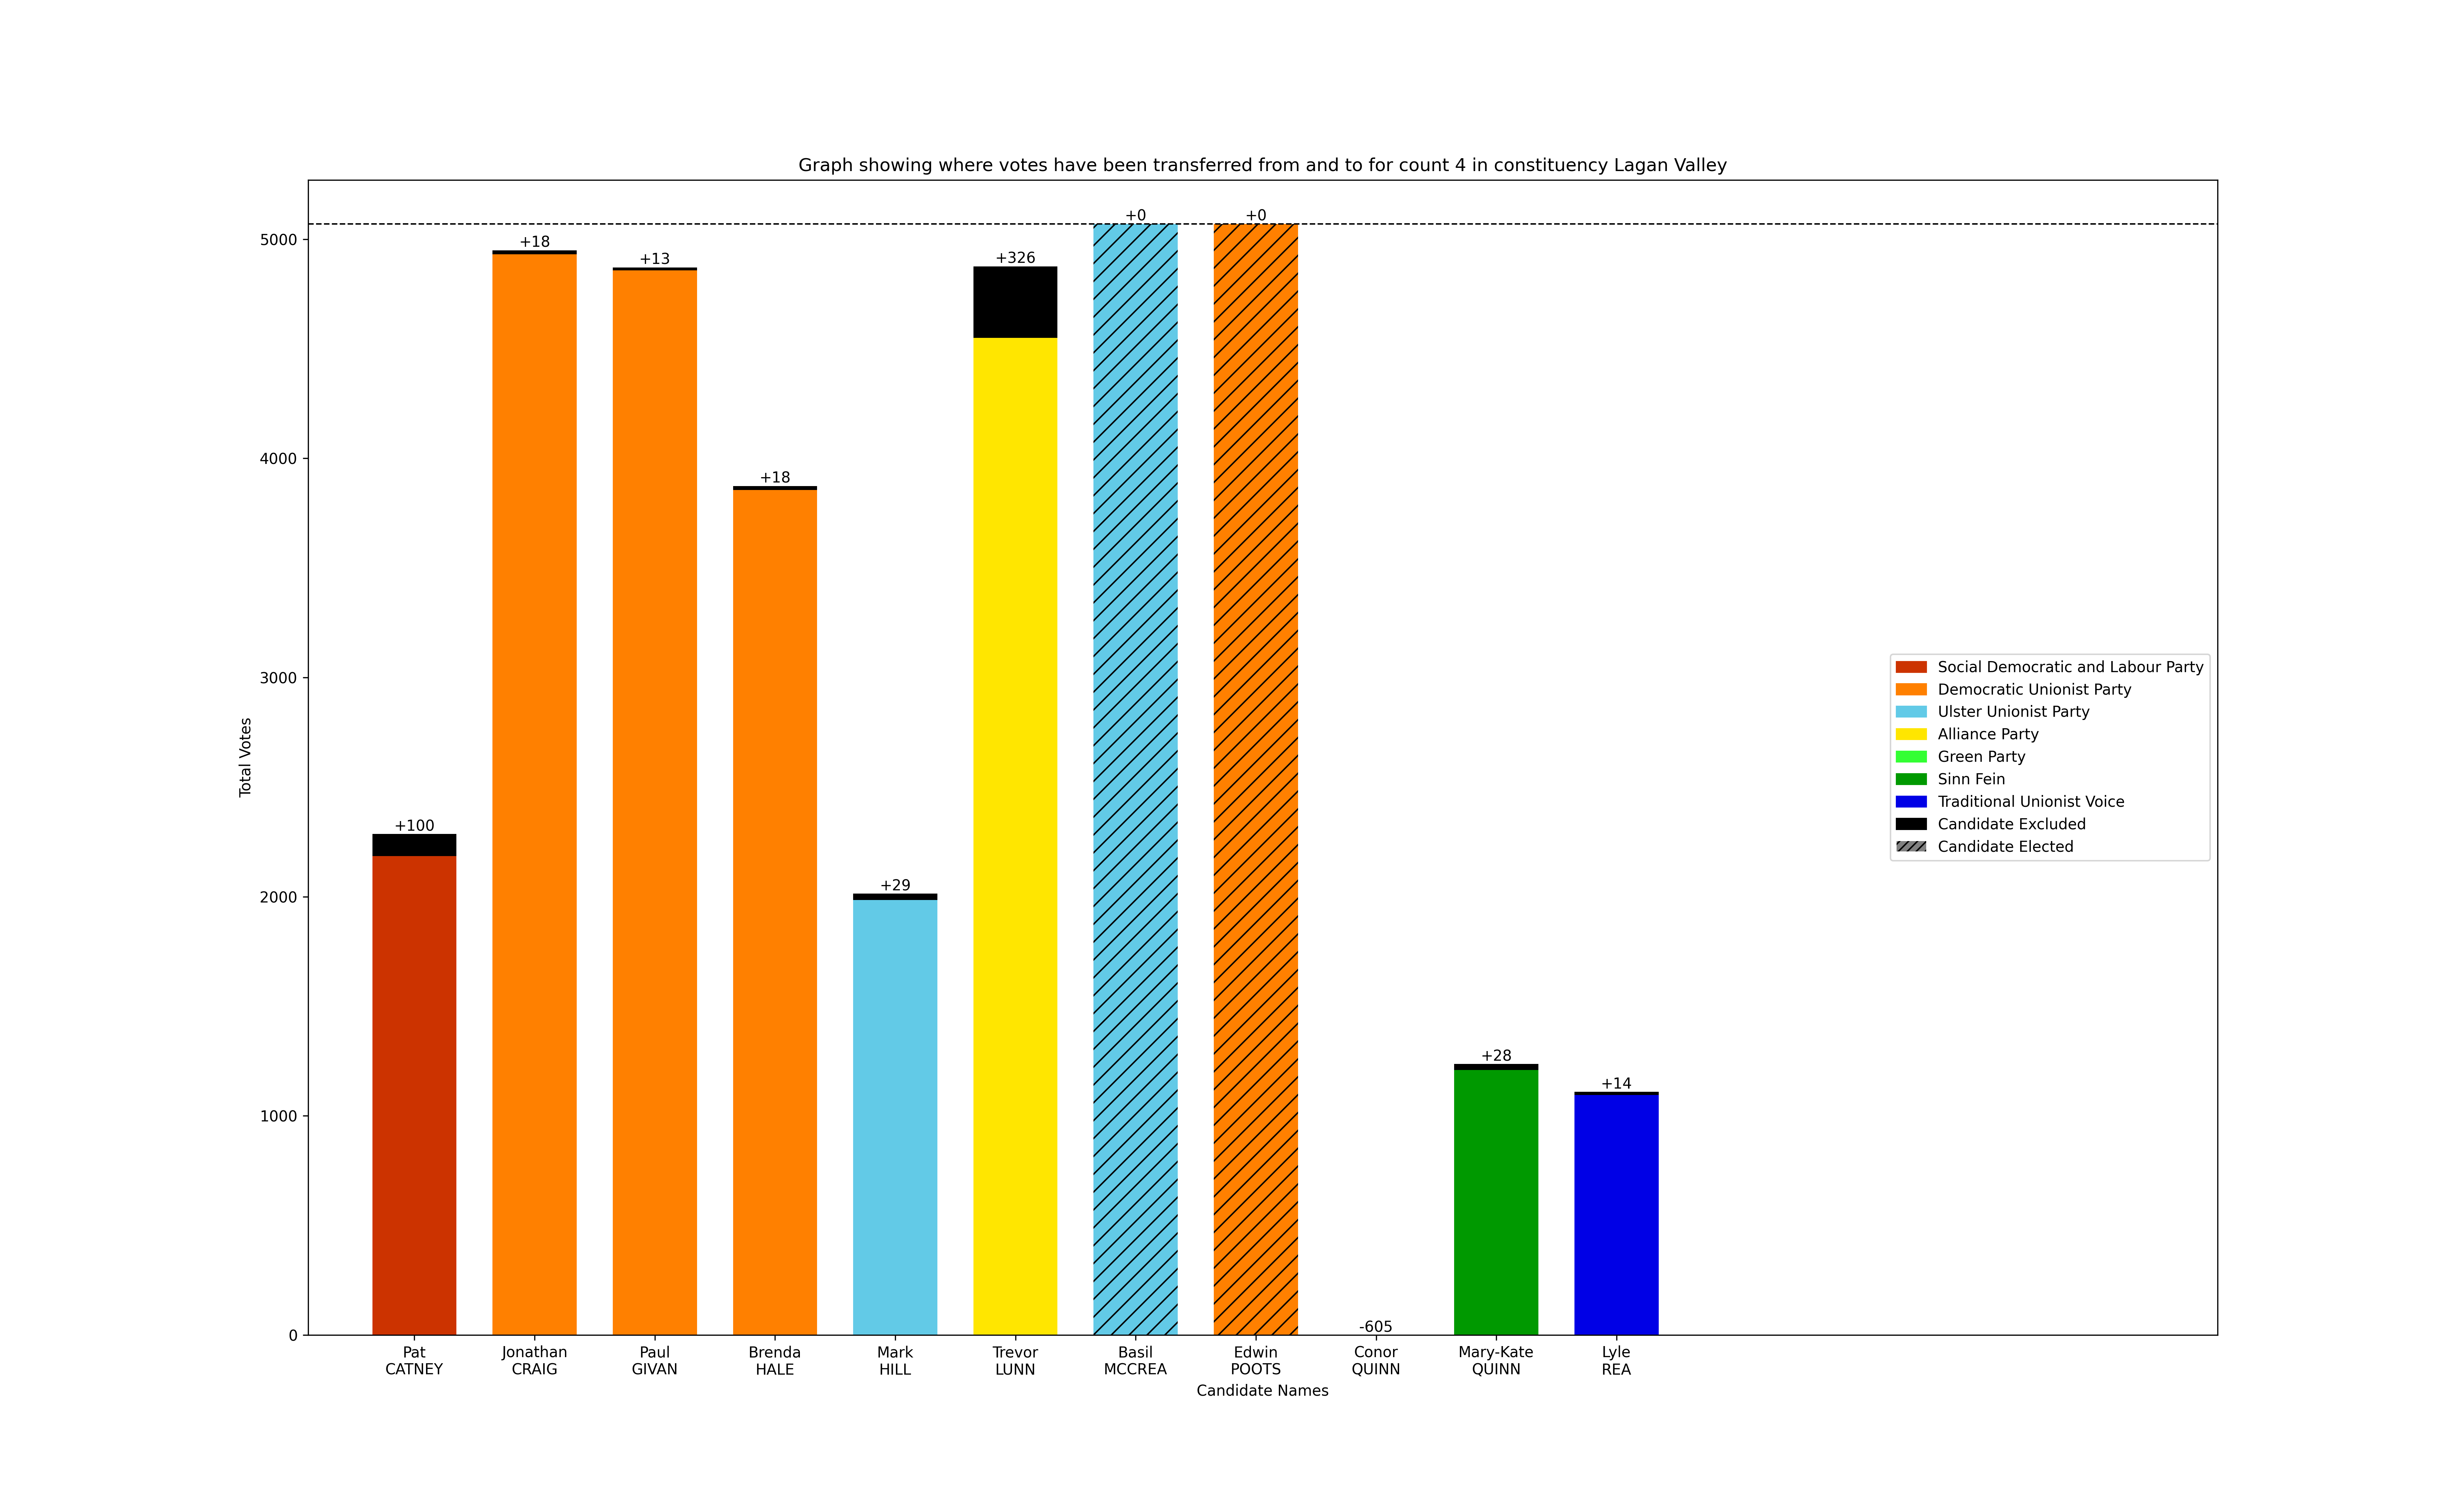 Graph showing where votes have been transferred from and to for count 4 in constituency Lagan Valley
+0
+0
+18
+13
+326
+18
+100
+29
-605
+28
+14
5000
4000
3000
2000
1000
0
Total Votes
Social Democratic and Labour Party
Democratic Unionist Party
Ulster Unionist Party
Alliance Party
Green Party
Sinn Fein
Traditional Unionist Voice
Candidate Excluded
Candidate Elected
Pat
CATNEY
Jonathan
CRAIG
Paul
GIVAN
Brenda
HALE
Mark
HILL
Trevor
LUNN
Basil
MCCREA
Edwin
POOTS
Conor
QUINN
Mary-Kate
QUINN
Lyle
REA
Candidate Names